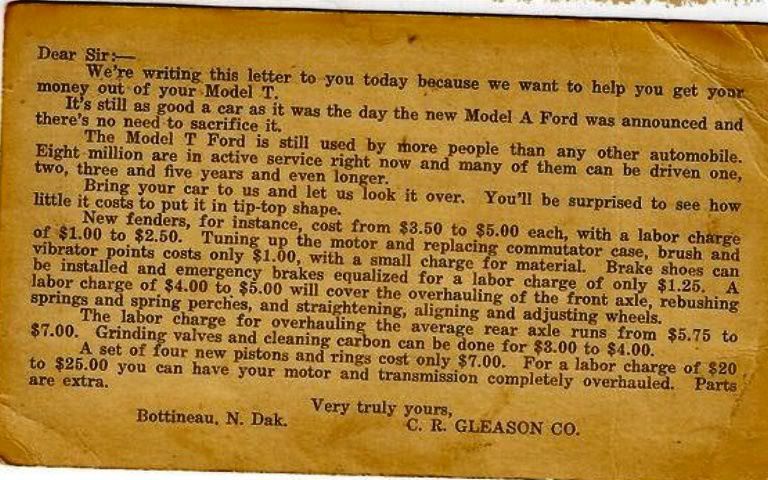 Dear Sir:—
We're writing this letter to you today because we want to help you get your
money out of your Model T.
It's still as good a car as it was the day the new Model A Ford was announced and
there's no need to sacrifice it.
The Model T Ford is still used by more people than any other automobile.
Eight million are in active service right now and many of them can be driven one,
two, three and five years and even longer.
Bring your car to us and let us look it over. You'll be surprised to see how
little it costs to put it in tip-top shape.
New fenders, for instance, cost from $3.50 to $5.00 each, with a labor charge
of $1.00 to $2.50. Tuning up the motor and replacing commutator case, brush and
vibrator points costs only $1.00, with a small charge for material. Brake shoes can
be installed and emergency brakes equalized for a labor charge of only $1.25. A
labor charge of $4.00 to $5.00 will cover the overhauling of the front axle, rebushing
springs and spring perches, and straightening, aligning and adjusting wheels.
The labor charge for overhauling the average rear axle runs from $5.75 to
$7.00. Grinding valves and cleaning carbon can be done for $3.00 to $4.00.
A set of four new pistons and rings cost only $7.00. For a labor charge of $20
to $25.00 you can have your motor and transmission completely overhauled. Parts
are extra.
Very truly yours,
Bottineau, N. Dak. C. R. GLEASON CO.